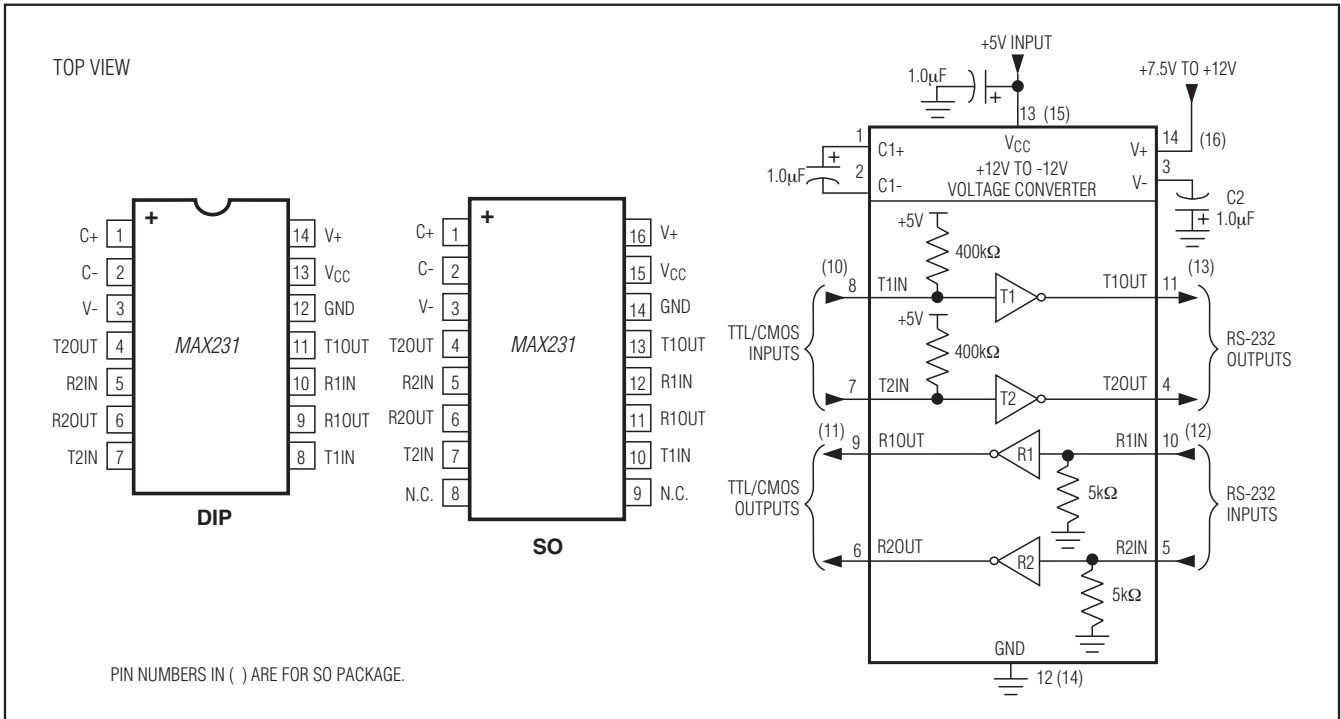 TOP VIEW
+
C+ 1
C- 2
V- 3
T2OUT 4
R2IN 5
R2OUT 6
T2IN 7
14 V+
13 VCC
12 GND
11 T1OUT
10 R1IN
9 R1OUT
8 T1IN
MAX231
DIP
+
C+ 1
C- 2
V- 3
T2OUT 4
R2IN 5
R2OUT 6
T2IN 7
N.C. 8
16 V+
15 VCC
14 GND
13 T1OUT
12 R1IN
11 R1OUT
10 T1IN
9 N.C.
MAX231
SO
PIN NUMBERS IN ( ) ARE FOR SO PACKAGE.
+5V INPUT
1.0μF
+
13 (15)
+7.5V TO +12V
1
C1+
VCC
V+
14
(16)
1.0μF
+
2
C1-
+12V TO -12V
VOLTAGE CONVERTER
V-
3
C2
+ 1.0μF
+5V
400kΩ
(10)
8
T1IN
T1
T1OUT
11
(13)
+5V
400kΩ
TTL/CMOS
INPUTS
RS-232
OUTPUTS
7
T2IN
T2
T2OUT
4
(11)
9
R1OUT
R1
R1IN
10
(12)
5kΩ
TTL/CMOS
OUTPUTS
RS-232
INPUTS
6
R2OUT
R2
R2IN
5
5kΩ
GND
12 (14)